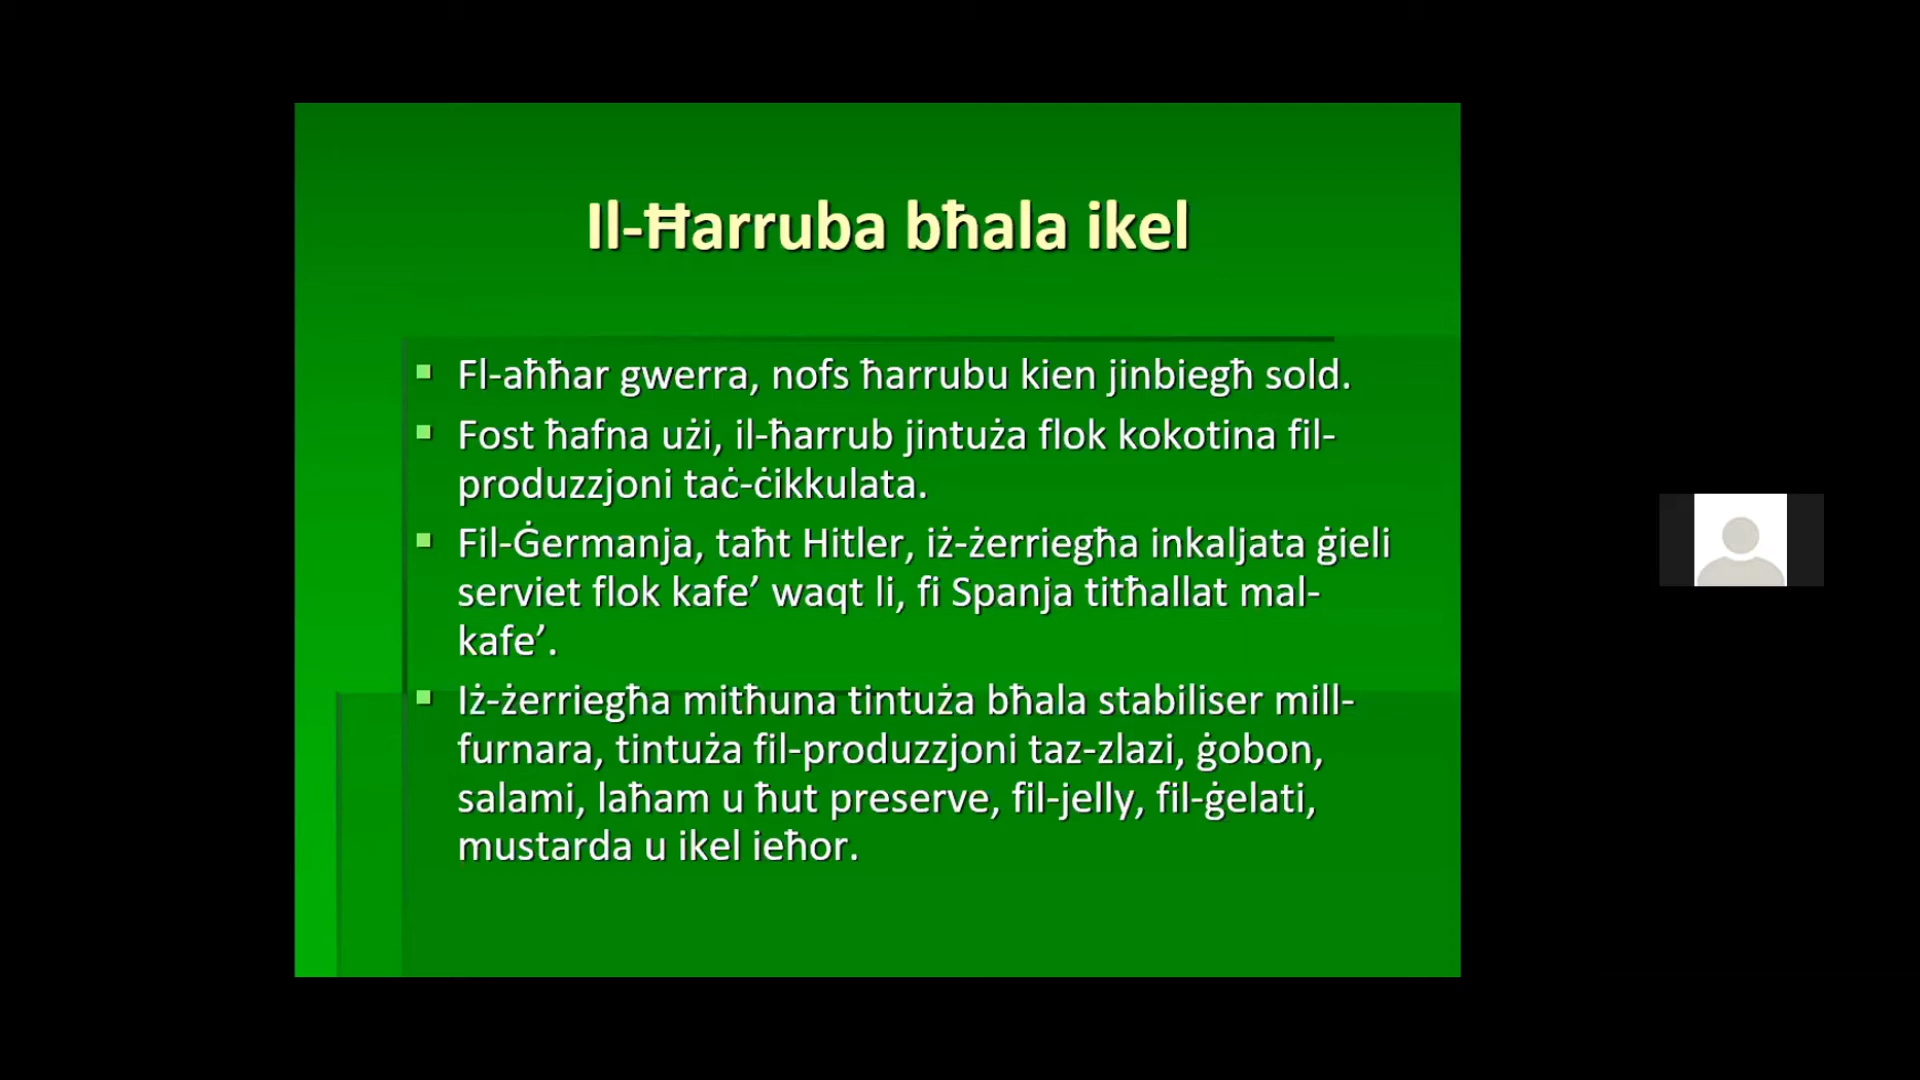 Il-Ħarruba bħala ikel
Fl-aħħar gwerra, nofs ħarrubu kien jinbiegħ sold.
Fost ħafna użi, il-ħarrub jintuża flok kokotina fil-
produzzjoni taċ-ċikkulata.
Fil-Ġermanja, taħt Hitler, iż-żerriegħa inkaljata ġieli
serviet flok kafe’ waqt li, fi Spanja titħallat mal-
kafe’.
Iż-żerriegħa mitħuna tintuża bħala stabiliser mill-
furnara, tintuża fil-produzzjoni taz-zlazi, ġobon,
salami, laħam u ħut preserve, fil-jelly, fil-ġelati,
mustarda u ikel ieħor.